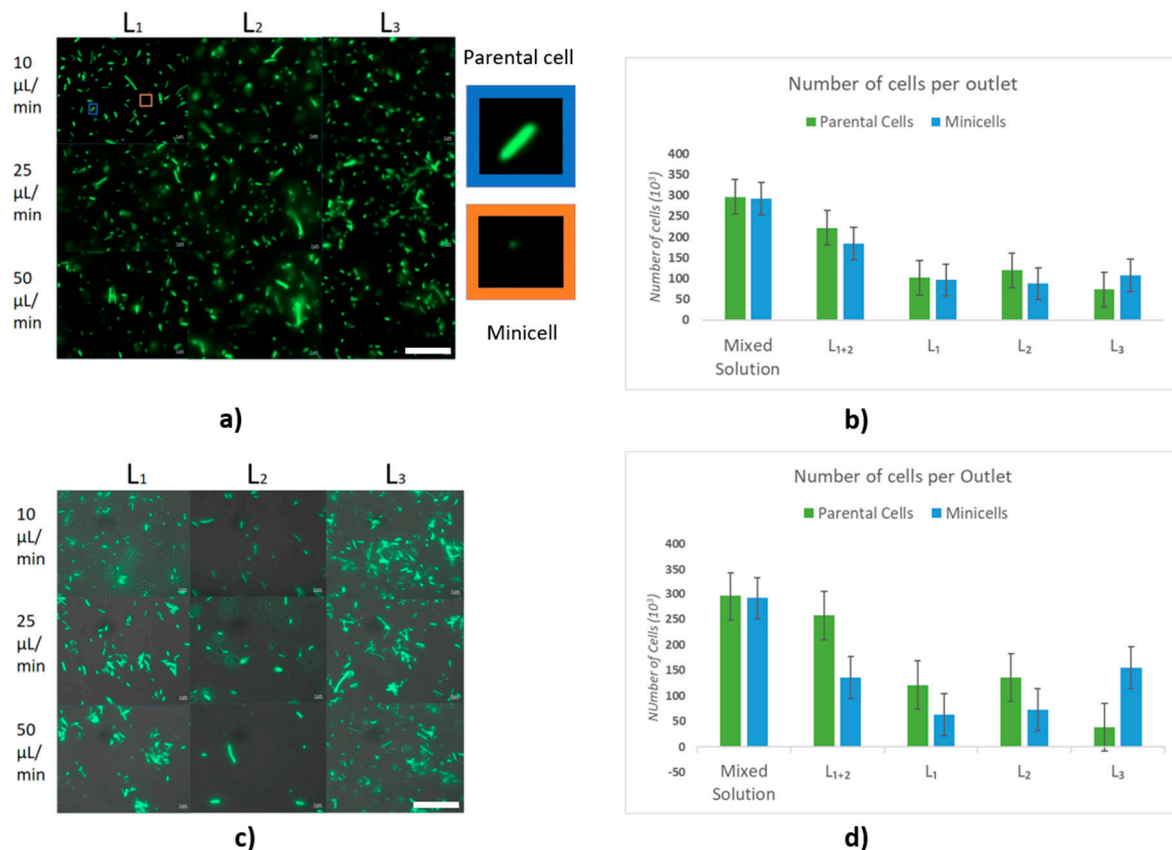 L₁ L₂ L₃
10
μL/
min
25
μL/
min
50
μL/
min
Parental cell
Minicell
a)
Number of cells per outlet
Parental Cells Minicells
Number of cells (10³)
400
350
300
250
200
150
100
50
0
Mixed
Solution
L₁₊₂
L₁
L₂
L₃
b)
L₁ L₂ L₃
10
μL/
min
25
μL/
min
50
μL/
min
c)
Number of cells per Outlet
Parental Cells Minicells
NUmber of Cells (10³)
400
350
300
250
200
150
100
50
0
-50
Mixed
Solution
L₁₊₂
L₁
L₂
L₃
d)